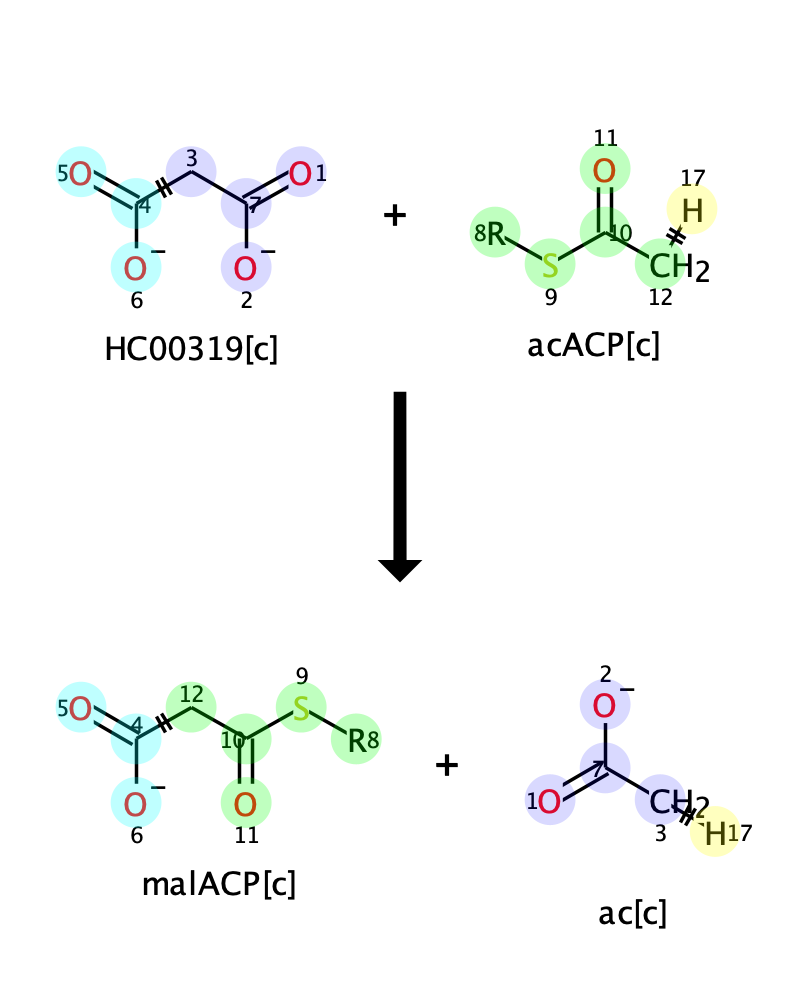 11
3 17
5O O1 O H
4 7 8R 10
O− O− S CH2
6 2 9 12
HC00319[c] + acACP[c]
9 2
12 O−
5O 4 S
10 R8 7
O− O 1O CH2
6 11 3 H17
malACP[c] + ac[c]